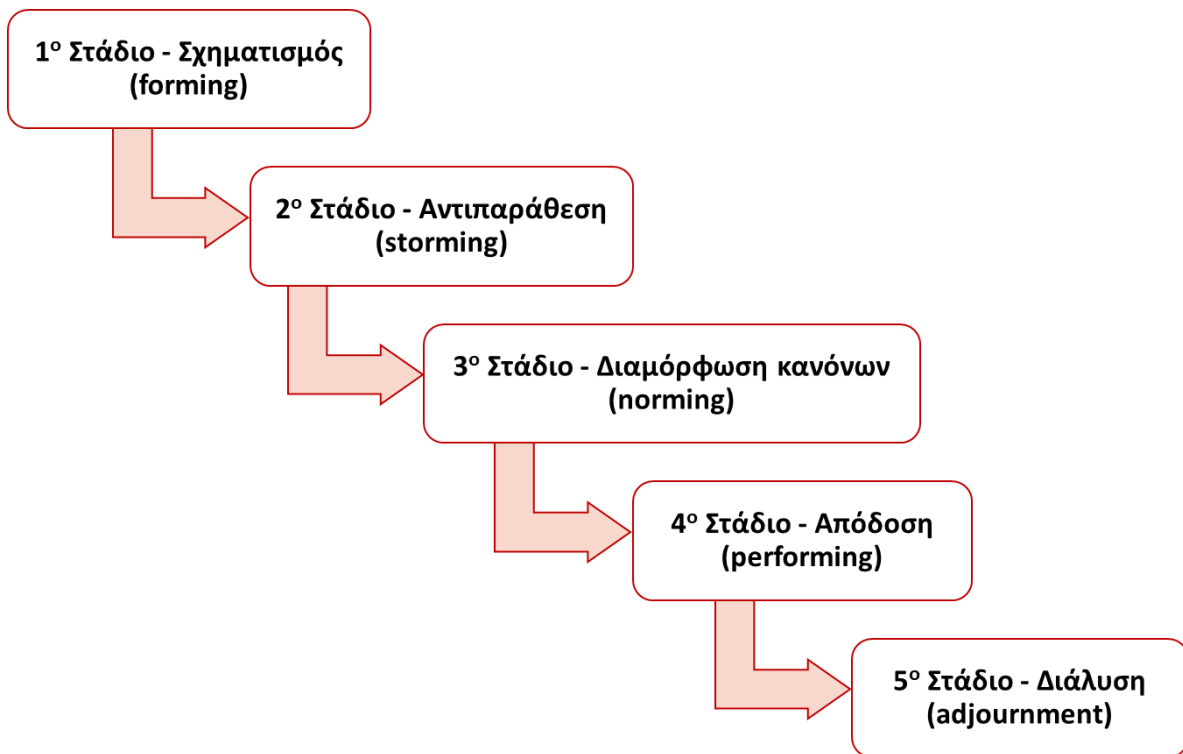 1ο Στάδιο - Σχηματισμός
(forming)
2ο Στάδιο - Αντιπαράθεση
(storming)
3ο Στάδιο - Διαμόρφωση κανόνων
(norming)
4ο Στάδιο - Απόδοση
(performing)
5ο Στάδιο - Διάλυση
(adjournment)